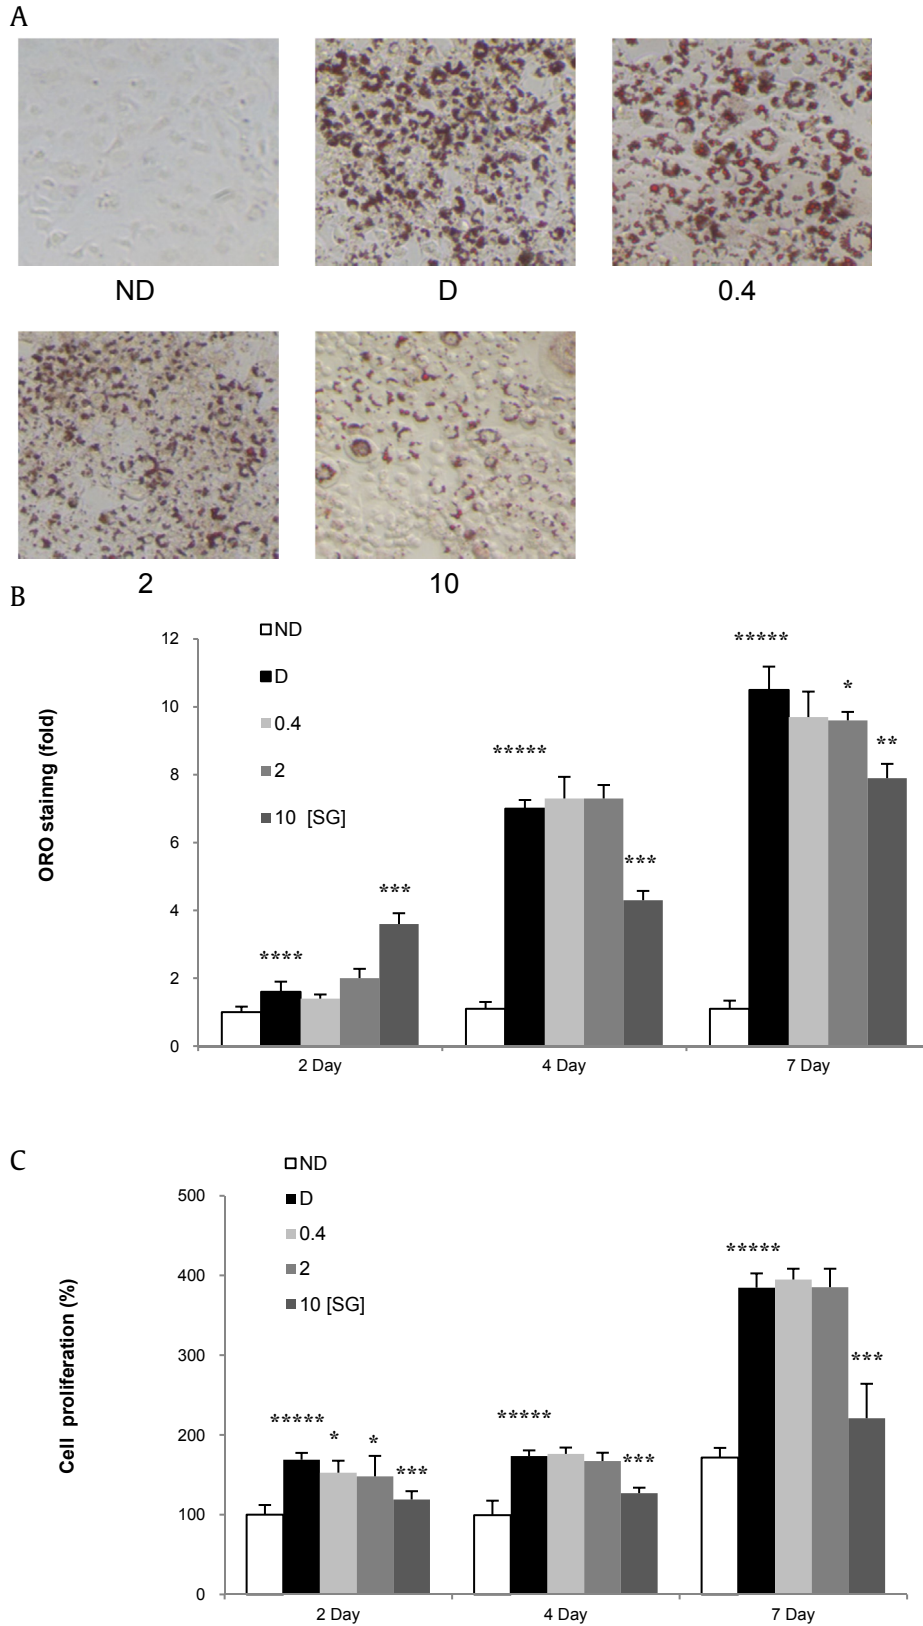 A
ND
D
0.4
2
10
B
ORO stainng (fold)
ND
D
0.4
2
10 [SG]
12
10
8
6
4
2
0
*****
*
**
*****
***
***
****
2 Day
4 Day
7 Day
C
Cell proliferation (%)
ND
D
0.4
2
10 [SG]
500
400
300
200
100
0
*****
***
*****
*
*
***
*****
***
2 Day
4 Day
7 Day